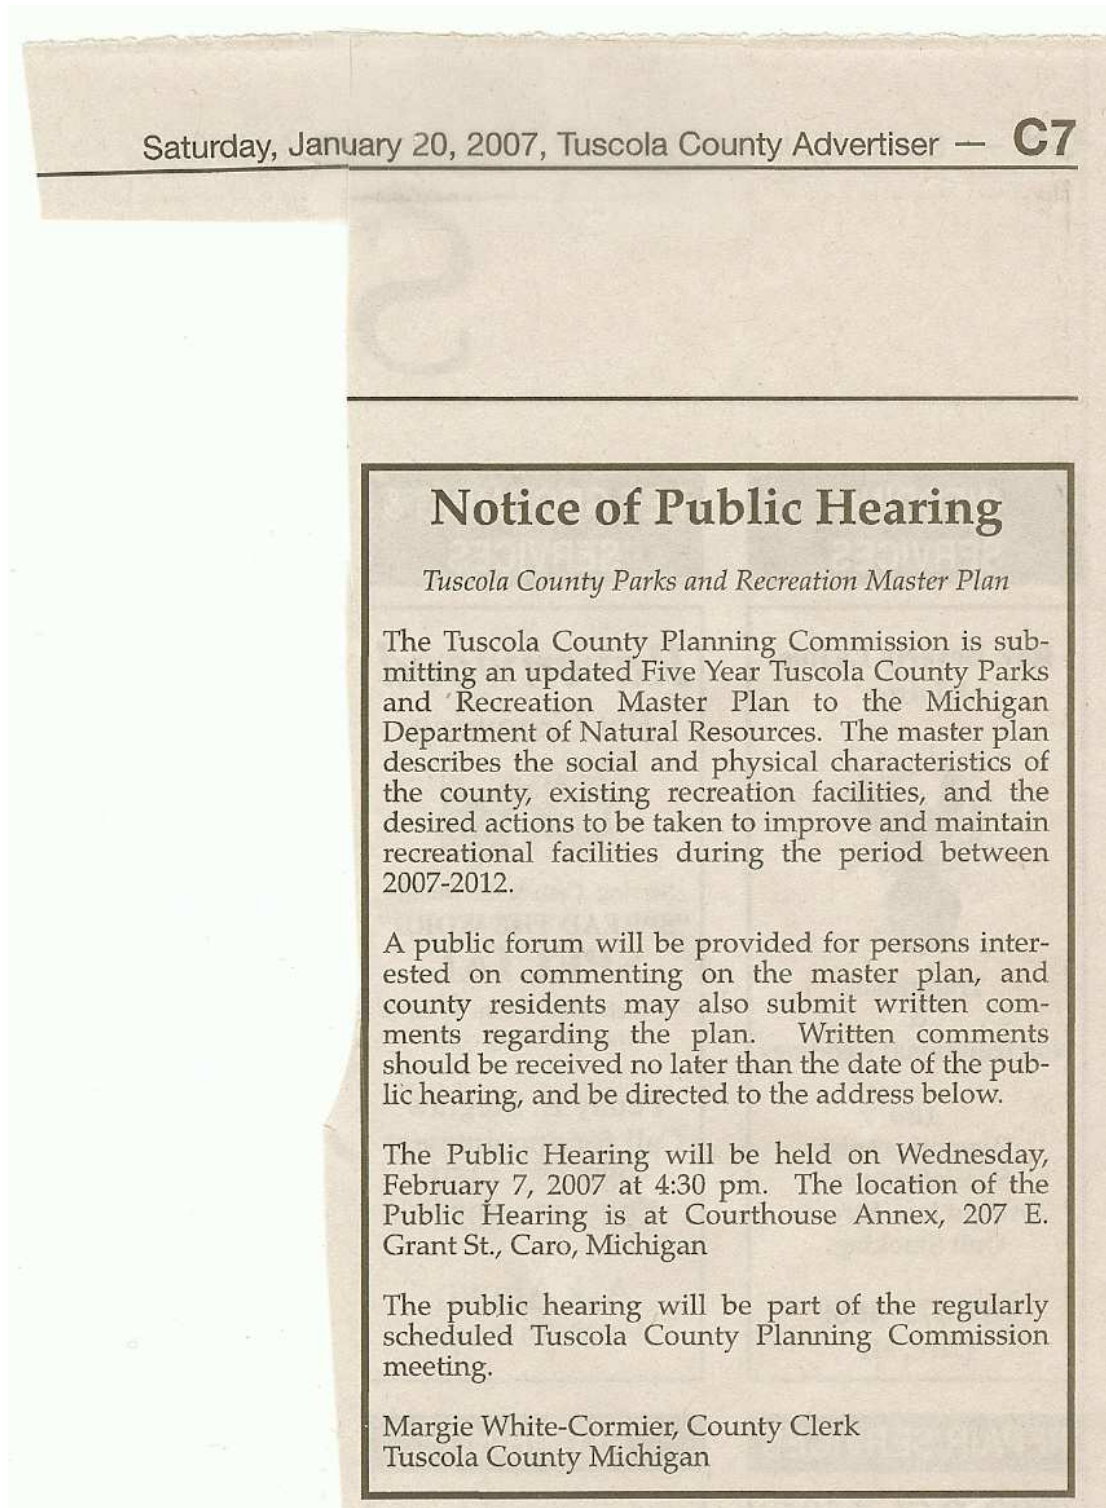 Saturday, January 20, 2007, Tuscola County Advertiser — C7
S
Notice of Public Hearing
Tuscola County Parks and Recreation Master Plan
The Tuscola County Planning Commission is sub-
mitting an updated Five Year Tuscola County Parks
and Recreation Master Plan to the Michigan
Department of Natural Resources. The master plan
describes the social and physical characteristics of
the county, existing recreation facilities, and the
desired actions to be taken to improve and maintain
recreational facilities during the period between
2007-2012.
A public forum will be provided for persons inter-
ested on commenting on the master plan, and
county residents may also submit written com-
ments regarding the plan. Written comments
should be received no later than the date of the pub-
lic hearing, and be directed to the address below.
The Public Hearing will be held on Wednesday,
February 7, 2007 at 4:30 pm. The location of the
Public Hearing is at Courthouse Annex, 207 E.
Grant St., Caro, Michigan
The public hearing will be part of the regularly
scheduled Tuscola County Planning Commission
meeting.
Margie White-Cormier, County Clerk
Tuscola County Michigan